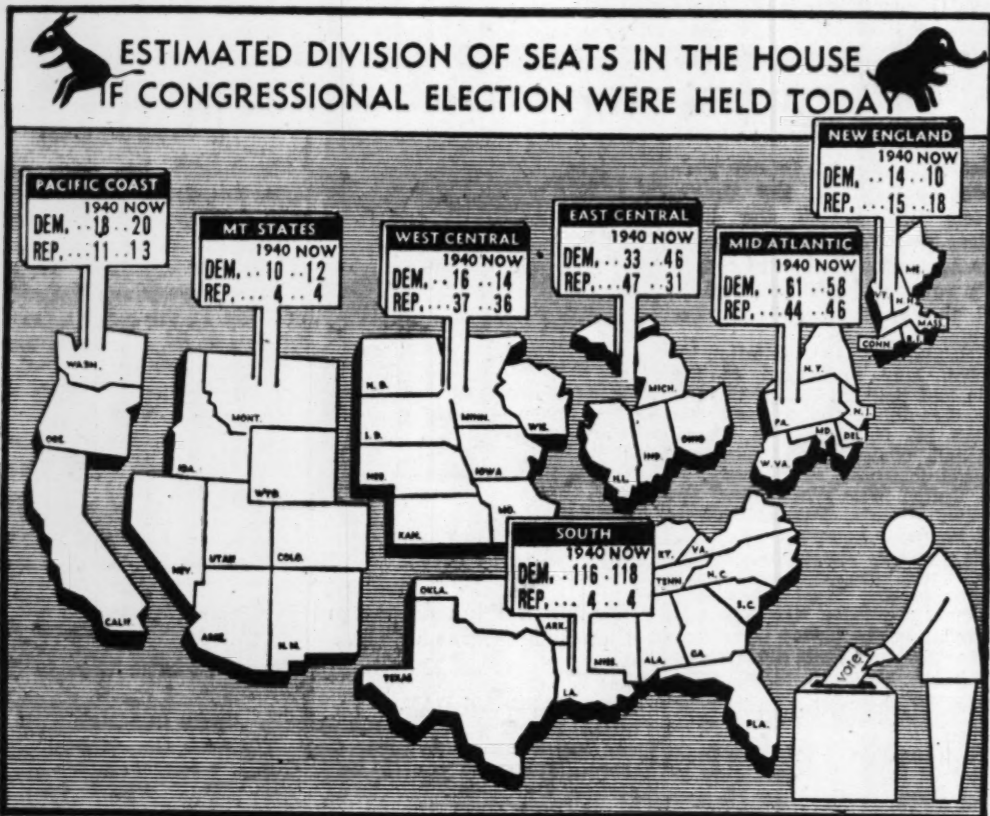 ESTIMATED DIVISION OF SEATS IN THE HOUSE
IF CONGRESSIONAL ELECTION WERE HELD TODAY
PACIFIC COAST
1940 NOW
DEM. ..18 ..20
REP. ...11 ..13
MT. STATES
1940 NOW
DEM. ..10 ..12
REP. ... 4 .. 4
WEST CENTRAL
1940 NOW
DEM. ..16 ..14
REP. ...37 ..36
EAST CENTRAL
1940 NOW
DEM. .. 33 ..46
REP. ...47 ..31
MID ATLANTIC
1940 NOW
DEM. ..61 ..58
REP. ...44 ..46
NEW ENGLAND
1940 NOW
DEM. ..14 ..10
REP. ...15 ..18
SOUTH
1940 NOW
DEM. .116 .118
REP. ... 4 .. 4
WASH.
ORE.
CALIF.
MONT.
IDA.
WYO.
NEV.
UTAH
COLO.
ARIZ.
N.M.
N.D.
S.D.
NEB.
KAN.
MINN.
WIS.
IOWA
MO.
MICH.
ILL.
IND.
OHIO
N.Y.
PA.
N.J.
MD.
DEL.
W.VA.
ME.
VT.
N.H.
MASS.
CONN.
R.I.
OKLA.
TEXAS
ARK.
LA.
MISS.
ALA.
GA.
FLA.
S.C.
N.C.
TENN.
KY.
VA.
VOTE